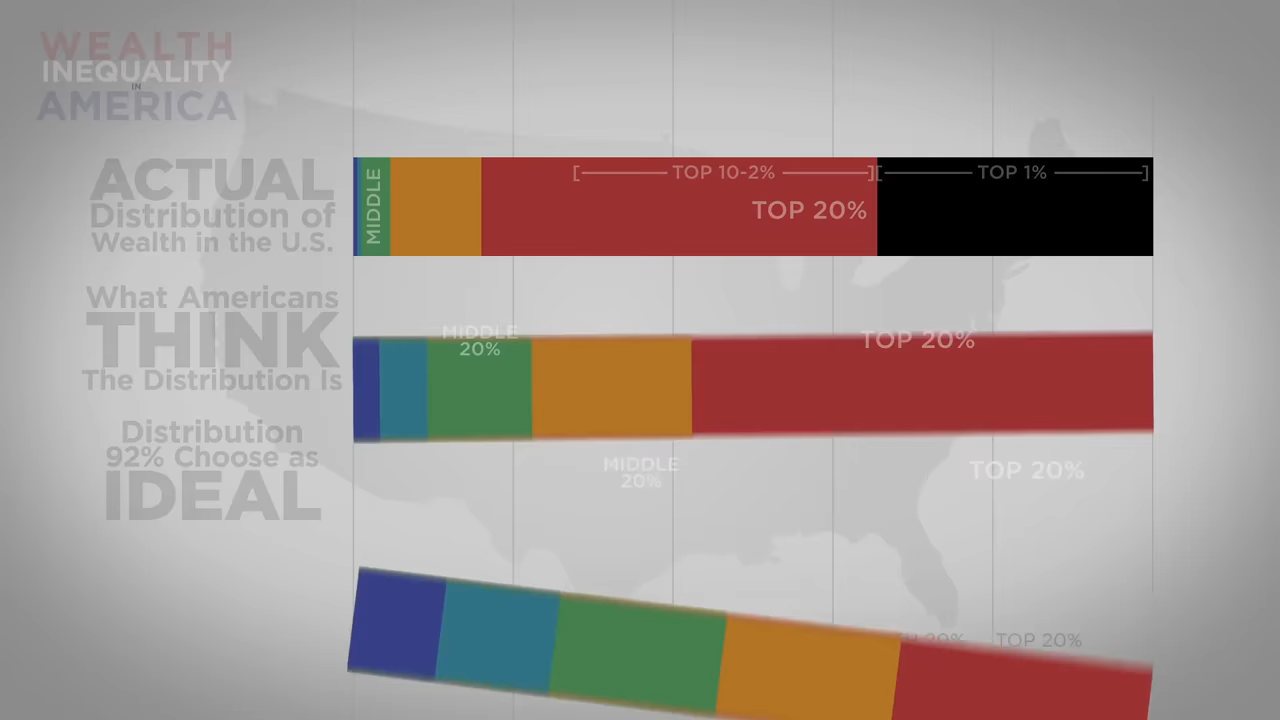 WEALTH
INEQUALITY
IN
AMERICA
ACTUAL
Distribution of
Wealth in the U.S.
MIDDLE
TOP 10-2%
TOP 1%
TOP 20%
What Americans
THINK
The Distribution Is
MIDDLE
20%
TOP 20%
Distribution
92% Choose as
IDEAL
MIDDLE
20%
TOP 20%
20%
TOP 20%